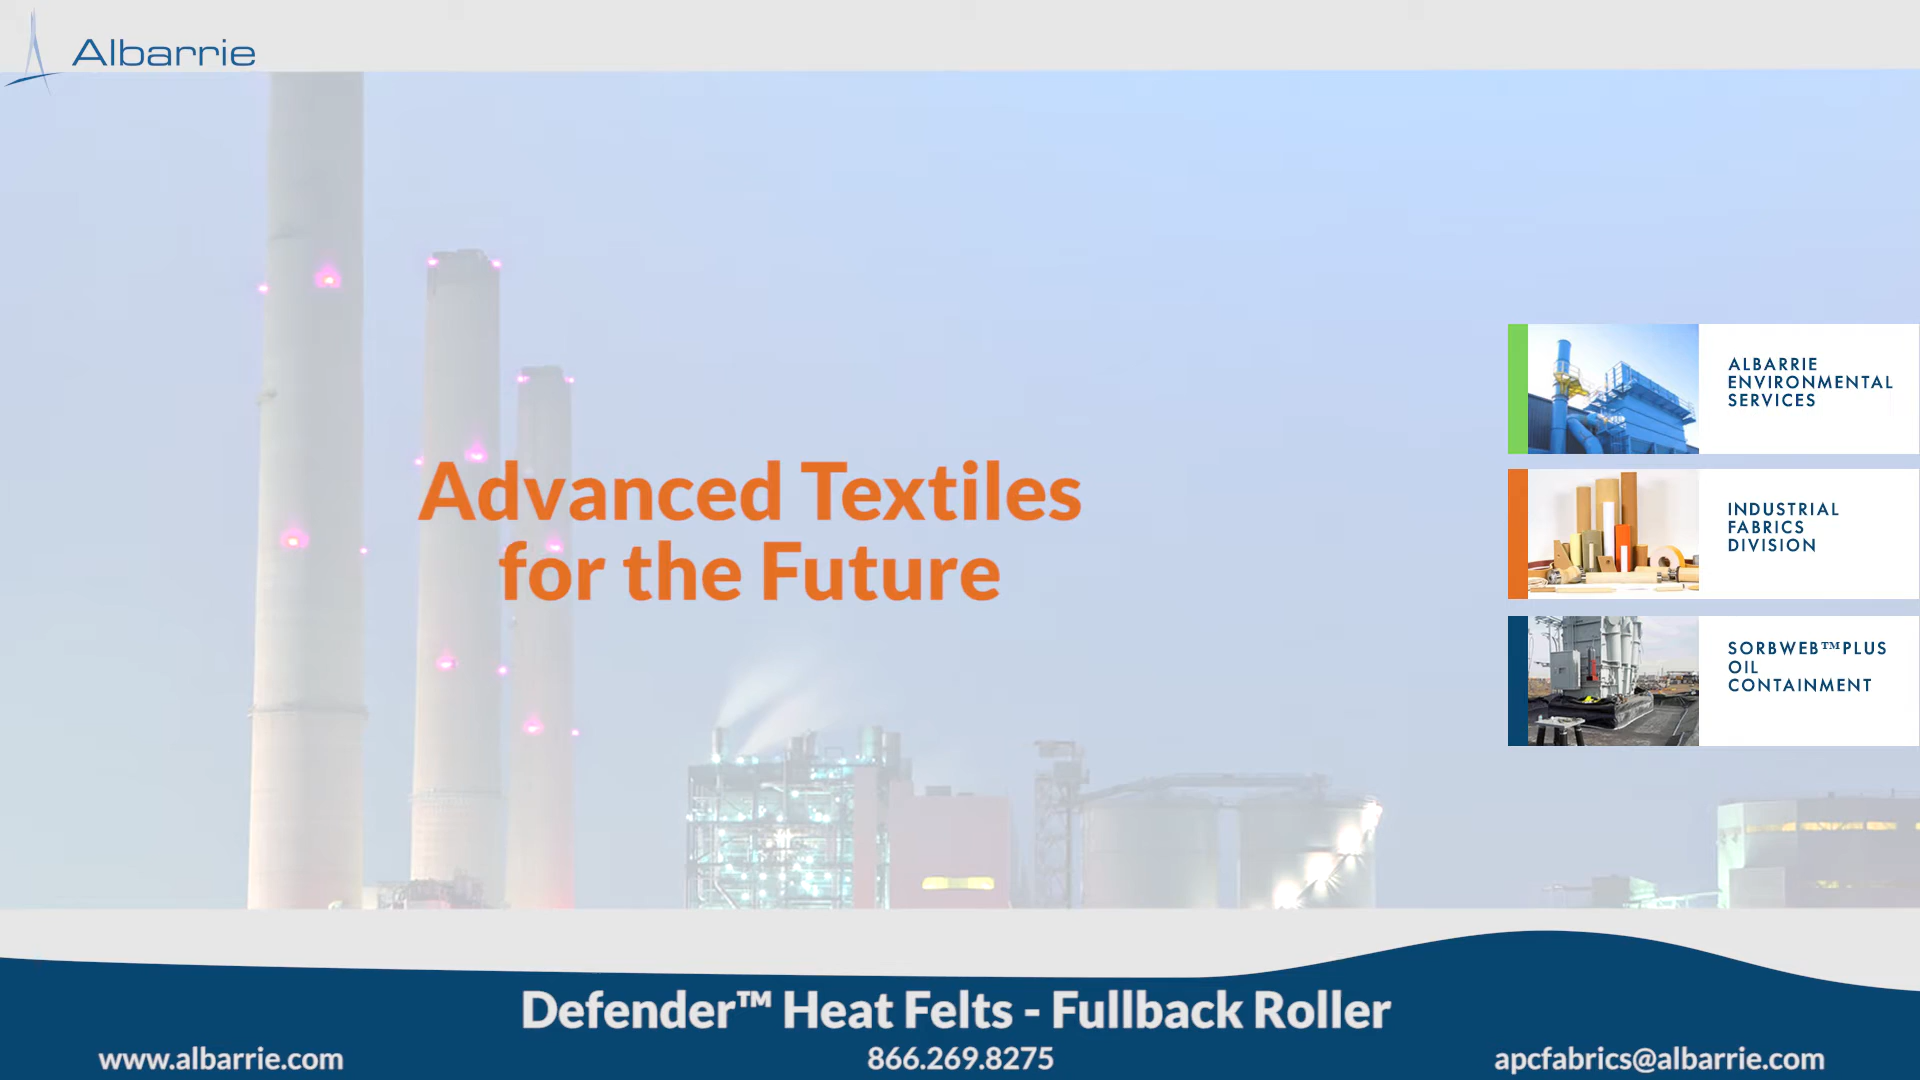 Albarrie
Advanced Textiles
for the Future
ALBARRIE
ENVIRONMENTAL
SERVICES
INDUSTRIAL
FABRICS
DIVISION
SORBWEB™PLUS
OIL
CONTAINMENT
Defender™ Heat Felts - Fullback Roller
www.albarrie.com
866.269.8275
apcfabrics@albarrie.com